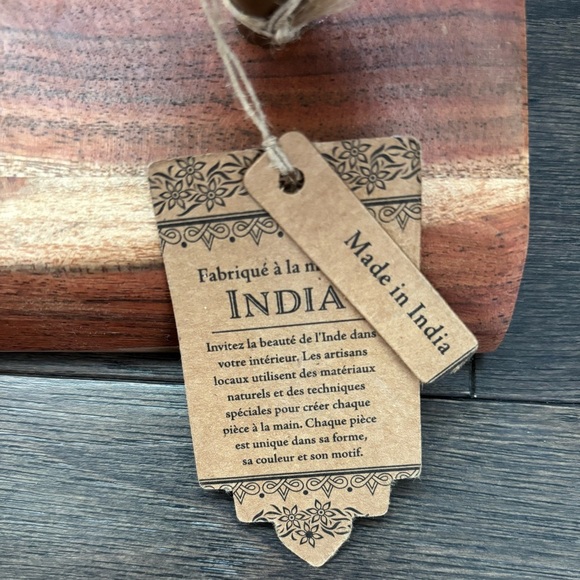 Fabriqué à la
INDIA
Invitez la beauté de l'Inde dans
votre intérieur. Les artisans
locaux utilisent des matériaux
naturels et des techniques
spéciales pour créer chaque
pièce à la main. Chaque pièce
est unique dans sa forme,
sa couleur et son motif.
Made in India